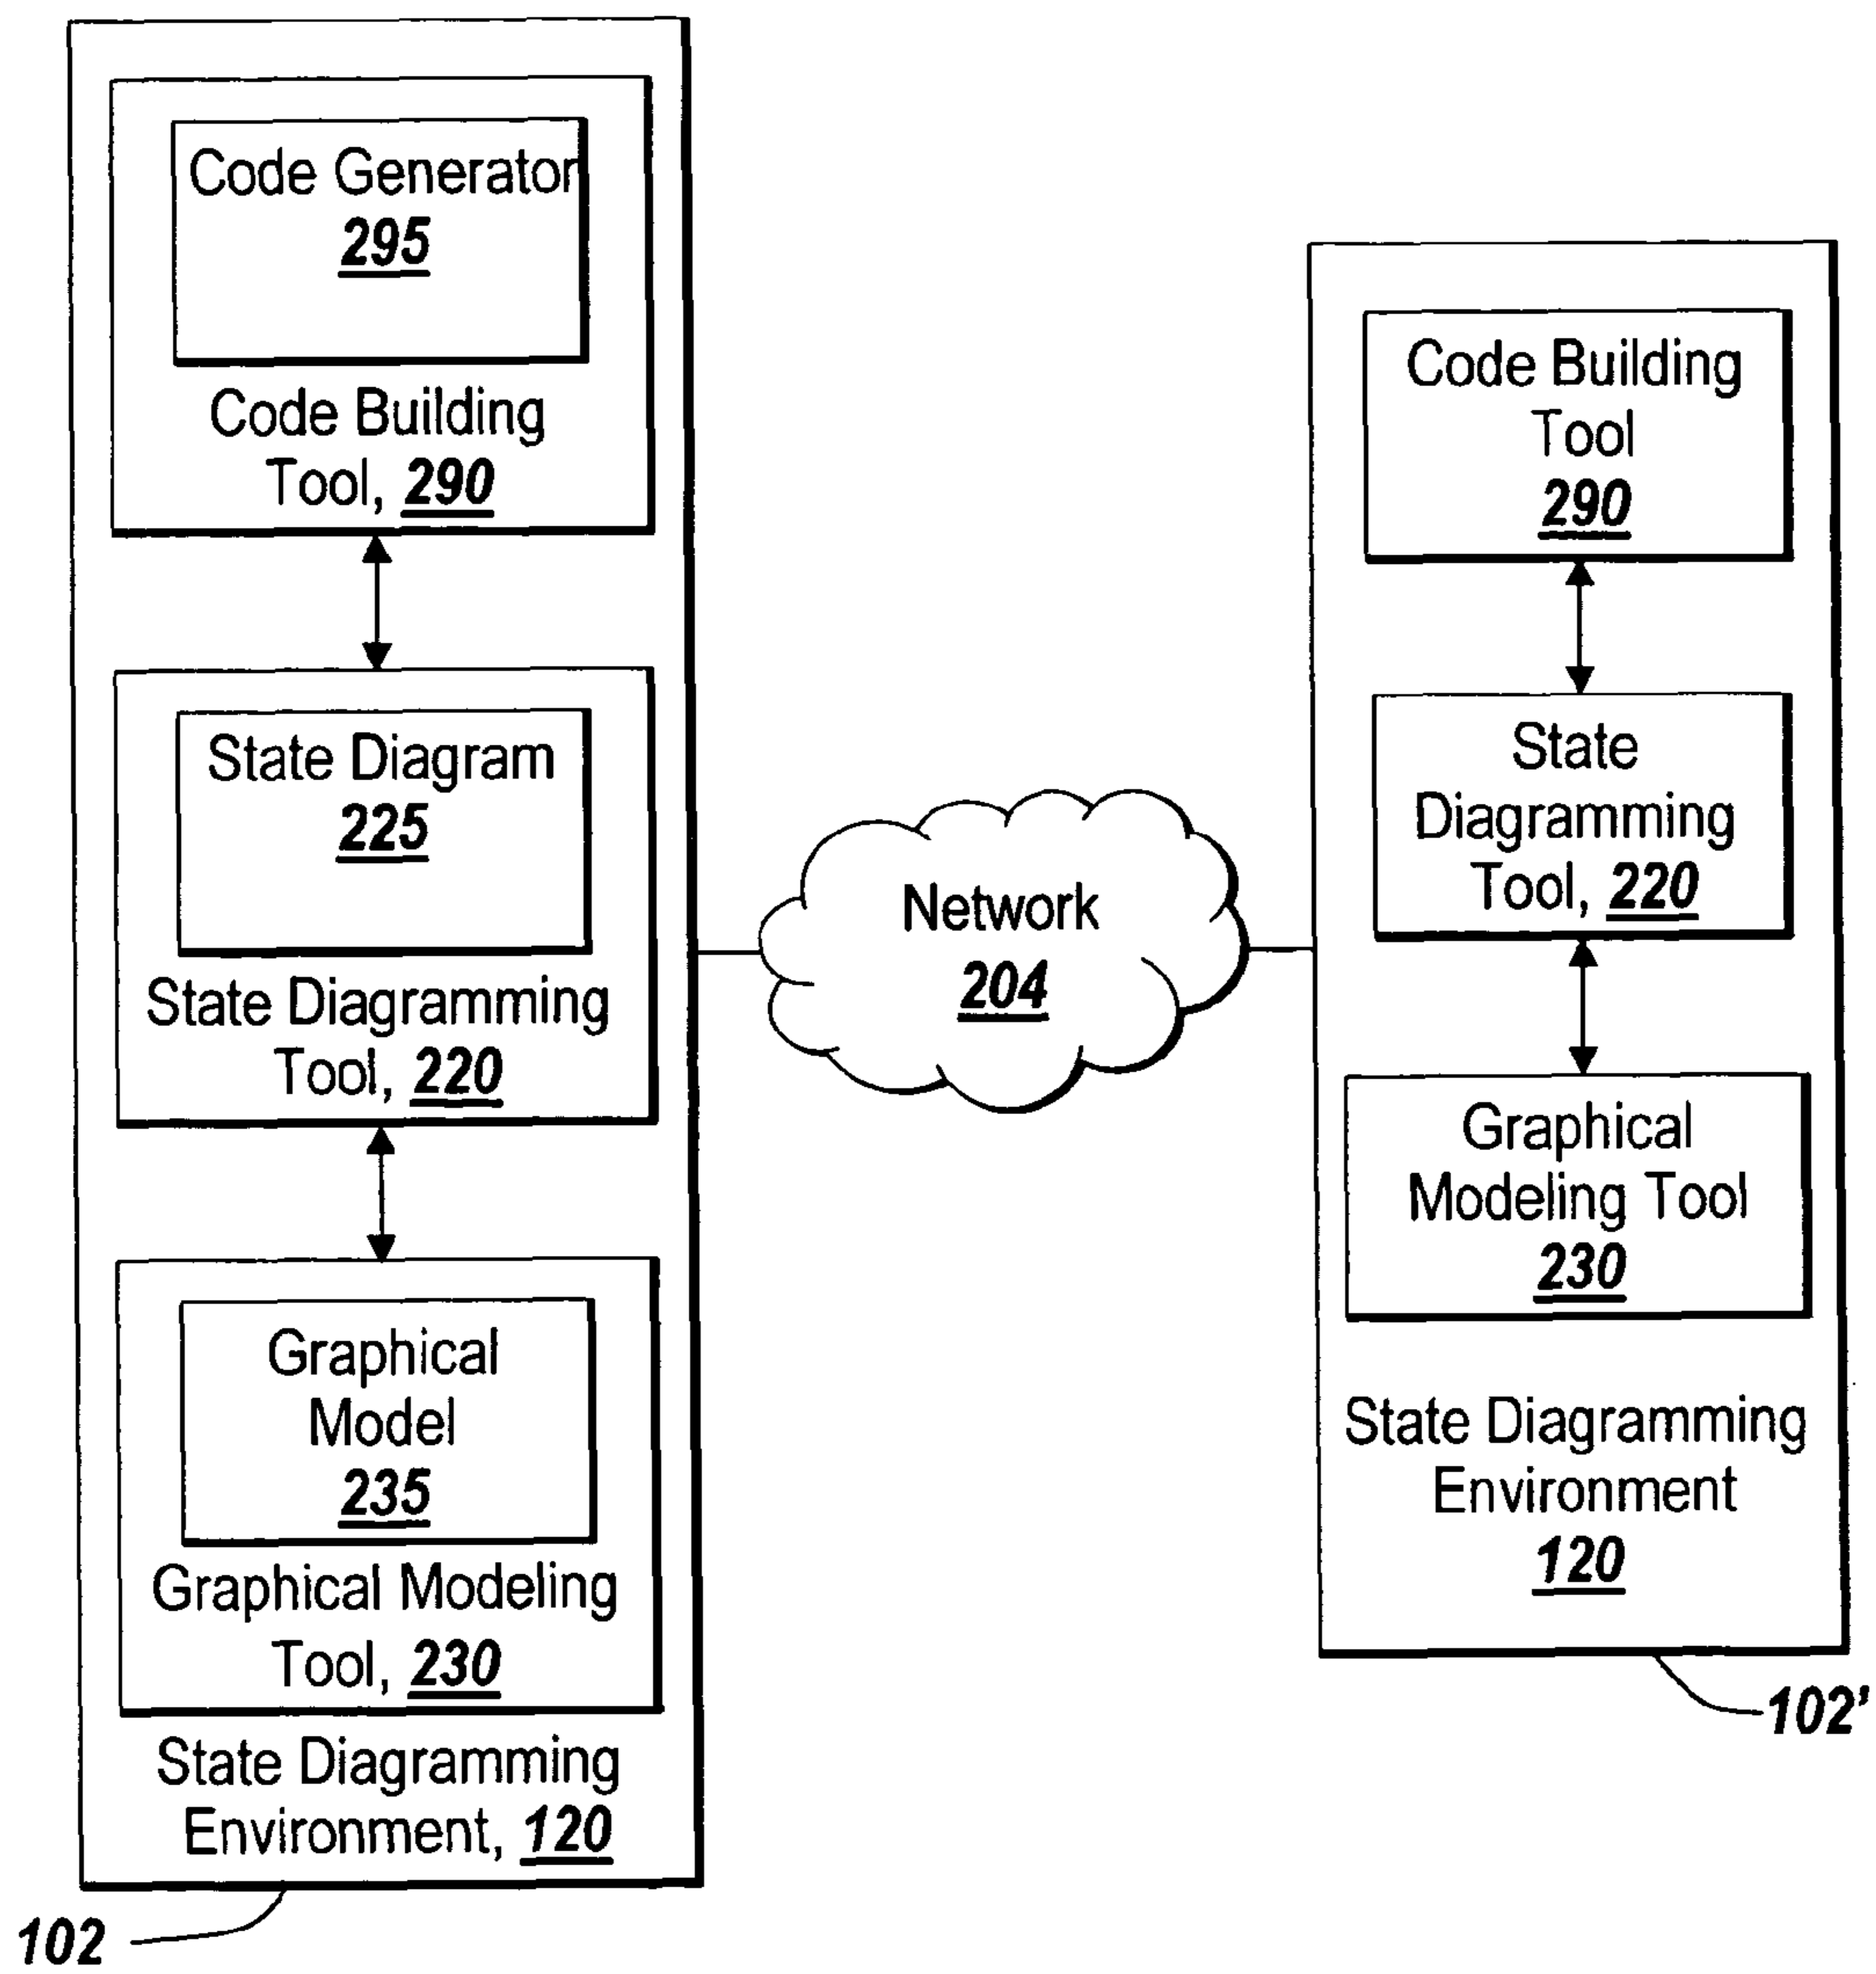 Code Generator
295
Code Building
Tool, 290
State Diagram
225
State Diagramming
Tool, 220
Graphical
Model
235
Graphical Modeling
Tool, 230
State Diagramming
Environment, 120
102
Network
204
Code Building
Tool
290
State
Diagramming
Tool, 220
Graphical
Modeling Tool
230
State Diagramming
Environment
120
102'